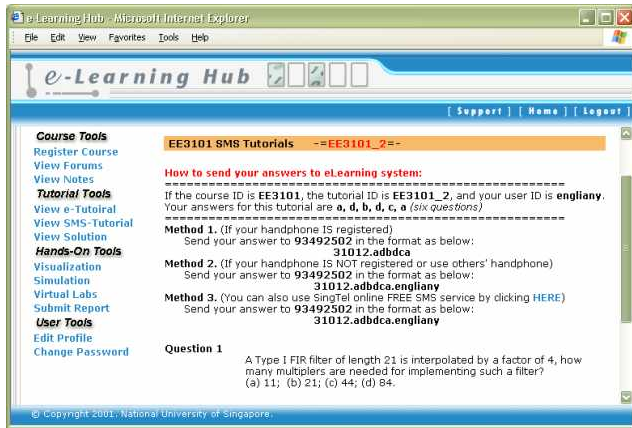 e-Learning Hub - Microsoft Internet Explorer
File Edit View Favorites Tools Help
e-Learning Hub
[ Support ] [ Home ] [ Logout ]
Course Tools
Register Course
View Forums
View Notes
Tutorial Tools
View e-Tutoiral
View SMS-Tutorial
View Solution
Hands-On Tools
Visualization
Simulation
Virtual Labs
Submit Report
User Tools
Edit Profile
Change Password
EE3101 SMS Tutorials -=EE3101_2=-
How to send your answers to eLearning system:
==========================================================
If the course ID is EE3101, the tutorial ID is EE3101_2, and your user ID is engliany.
Your answers for this tutorial are a, d, b, d, c, a (six questions)
==========================================================
Method 1. (If your handphone IS registered)
Send your answer to 93492502 in the format as below:
31012.adbdca
Method 2. (If your handphone IS NOT registered or use others' handphone)
Send your answer to 93492502 in the format as below:
31012.adbdca.engliany
Method 3. (You can also use SingTel online FREE SMS service by clicking HERE)
Send your answer to 93492502 in the format as below:
31012.adbdca.engliany
Question 1
A Type I FIR filter of length 21 is interpolated by a factor of 4, how
many multipliers are needed for implementing such a filter?
(a) 11; (b) 21; (c) 44; (d) 84.
© Copyright 2001. National University of Singapore.